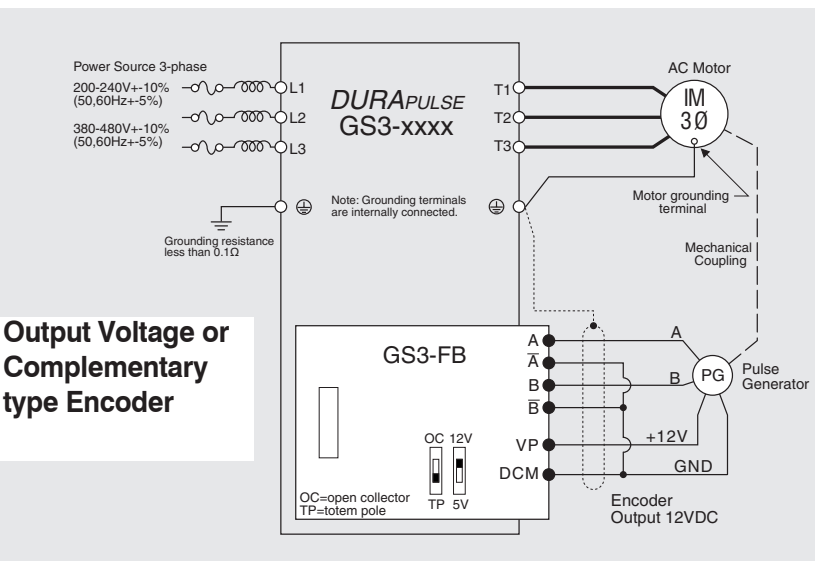 Power Source 3-phase
200-240V+-10%
(50,60Hz+-5%)
380-480V+-10%
(50,60Hz+-5%)
L1
L2
L3
DURAPULSE
GS3-xxxx
T1
T2
T3
AC Motor
IM
3Ø
Note: Grounding terminals
are internally connected.
Grounding resistance
less than 0.1Ω
Motor grounding
terminal
Mechanical
Coupling
Output Voltage or
Complementary
type Encoder
GS3-FB
A
A̅
B
B̅
VP
DCM
OC 12V
TP 5V
OC=open collector
TP=totem pole
A
B
+12V
GND
PG
Pulse
Generator
Encoder
Output 12VDC